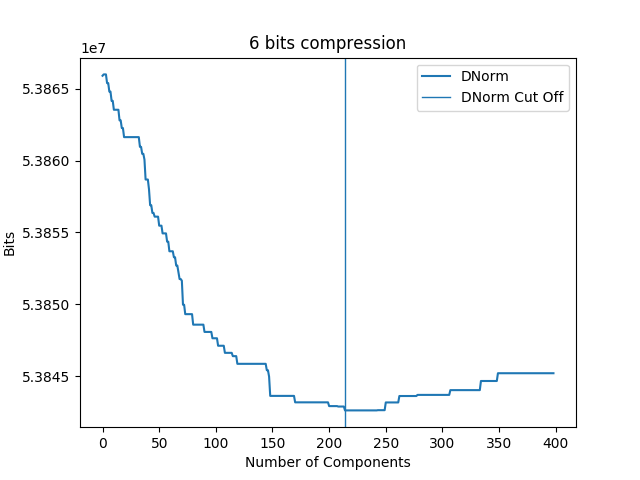 6 bits compression
1e7
5.3865
5.3860
5.3855
5.3850
5.3845
Bits
DNorm
DNorm Cut Off
0 50 100 150 200 250 300 350 400
Number of Components